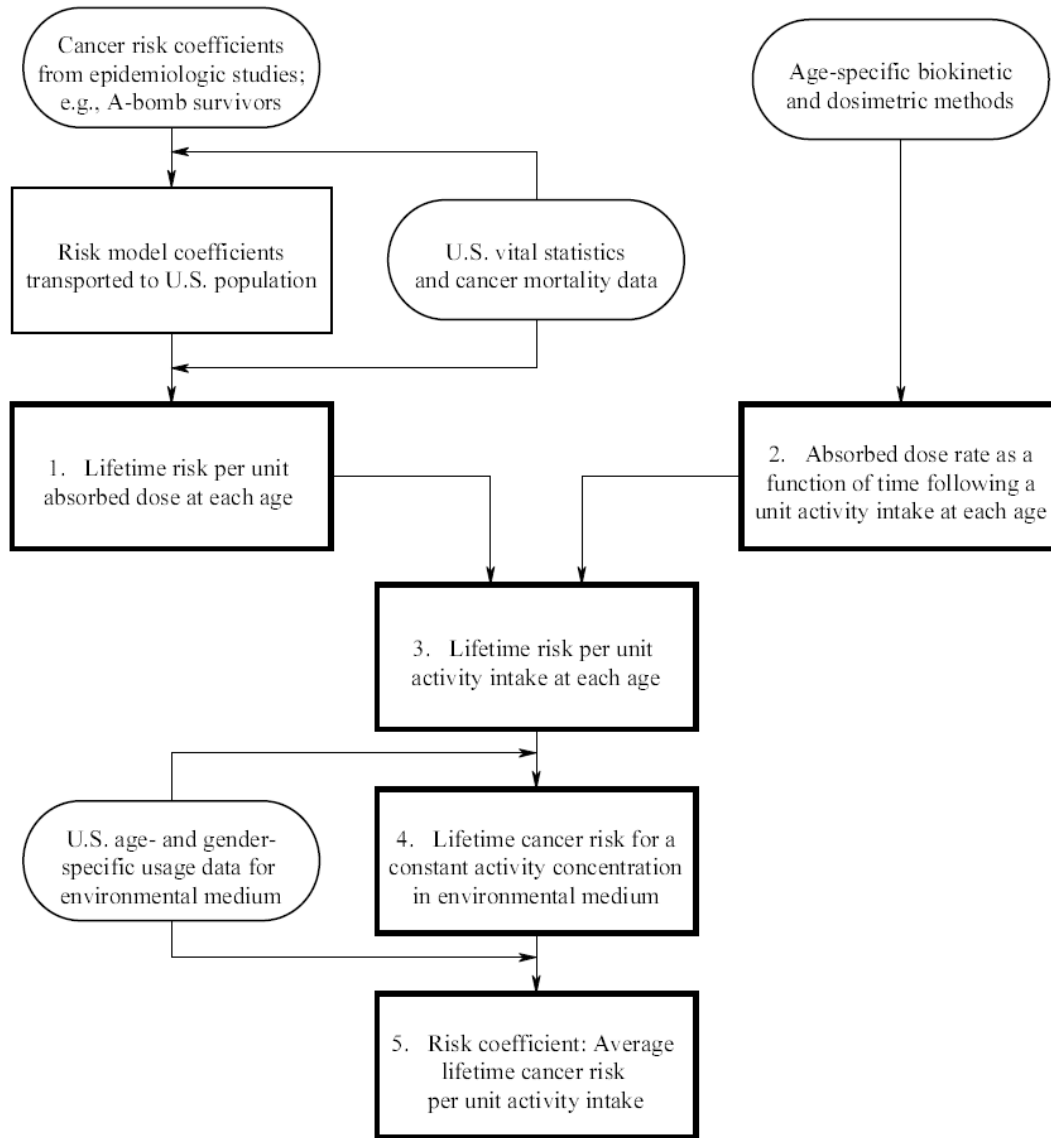 Cancer risk coefficients
from epidemiologic studies;
e.g., A-bomb survivors
Age-specific biokinetic
and dosimetric methods
Risk model coefficients
transported to U.S. population
U.S. vital statistics
and cancer mortality data
1. Lifetime risk per unit
absorbed dose at each age
2. Absorbed dose rate as a
function of time following a
unit activity intake at each age
3. Lifetime risk per unit
activity intake at each age
U.S. age- and gender-
specific usage data for
environmental medium
4. Lifetime cancer risk for a
constant activity concentration
in environmental medium
5. Risk coefficient: Average
lifetime cancer risk
per unit activity intake